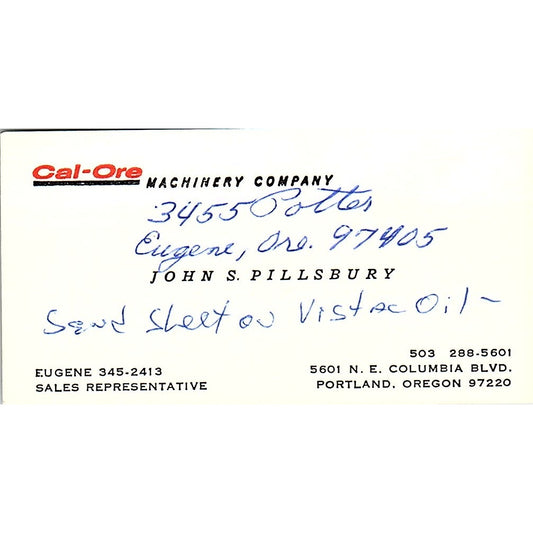 Cal-Ore MACHINERY COMPANY
3455 Potter
Eugene, Ore. 97405
JOHN S. PILLSBURY
Send Sheet on Vistac Oil -
503 288-5601
EUGENE 345-2413
5601 N. E. COLUMBIA BLVD.
SALES REPRESENTATIVE
PORTLAND, OREGON 97220